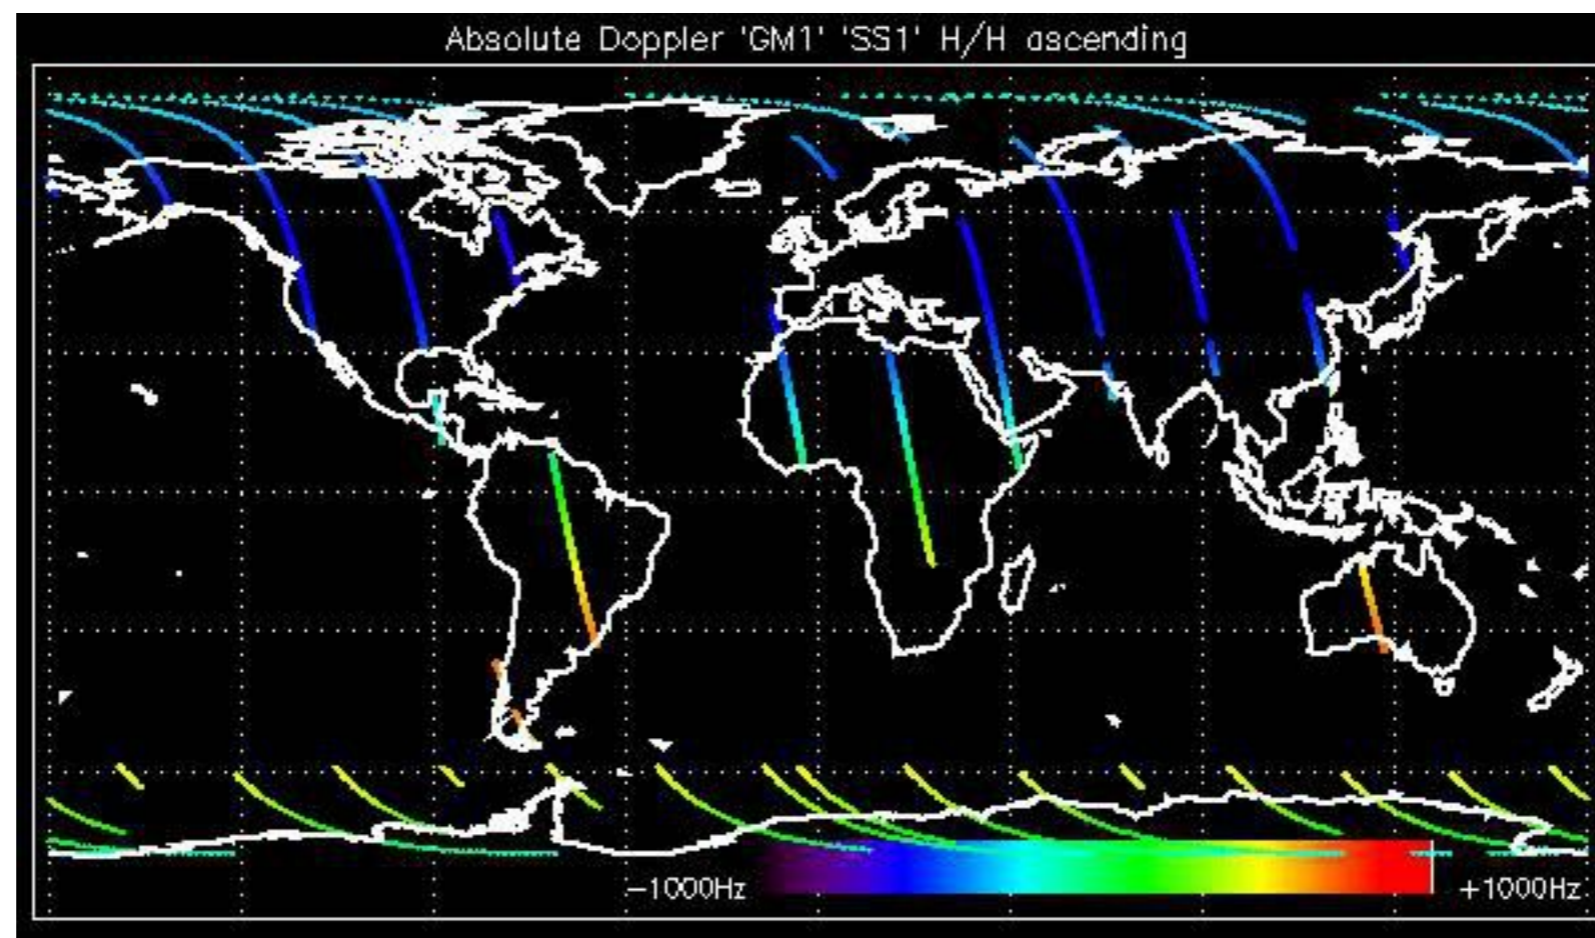 Absolute Doppler 'GM1' 'SS1' H/H ascending
−1000Hz
+1000Hz